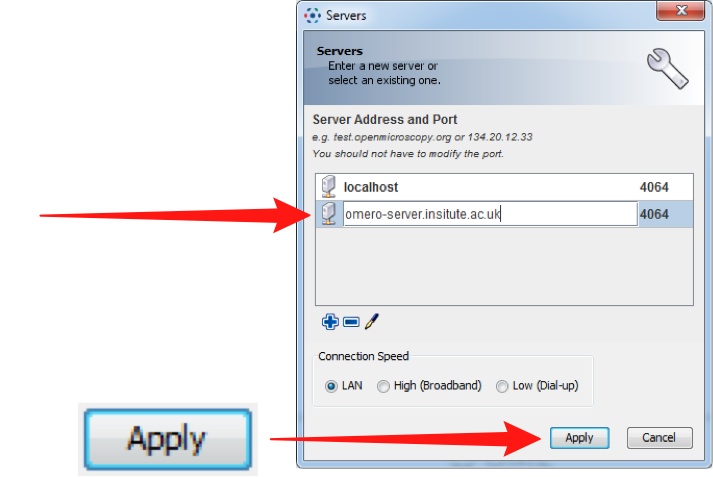 Servers
Servers
Enter a new server or
select an existing one.
Server Address and Port
e.g. test.openmicroscopy.org or 134.20.12.33
You should not have to modify the port.
localhost 4064
omero-server.insitute.ac.uk 4064
Connection Speed
LAN High (Broadband) Low (Dial-up)
Apply
Apply Cancel